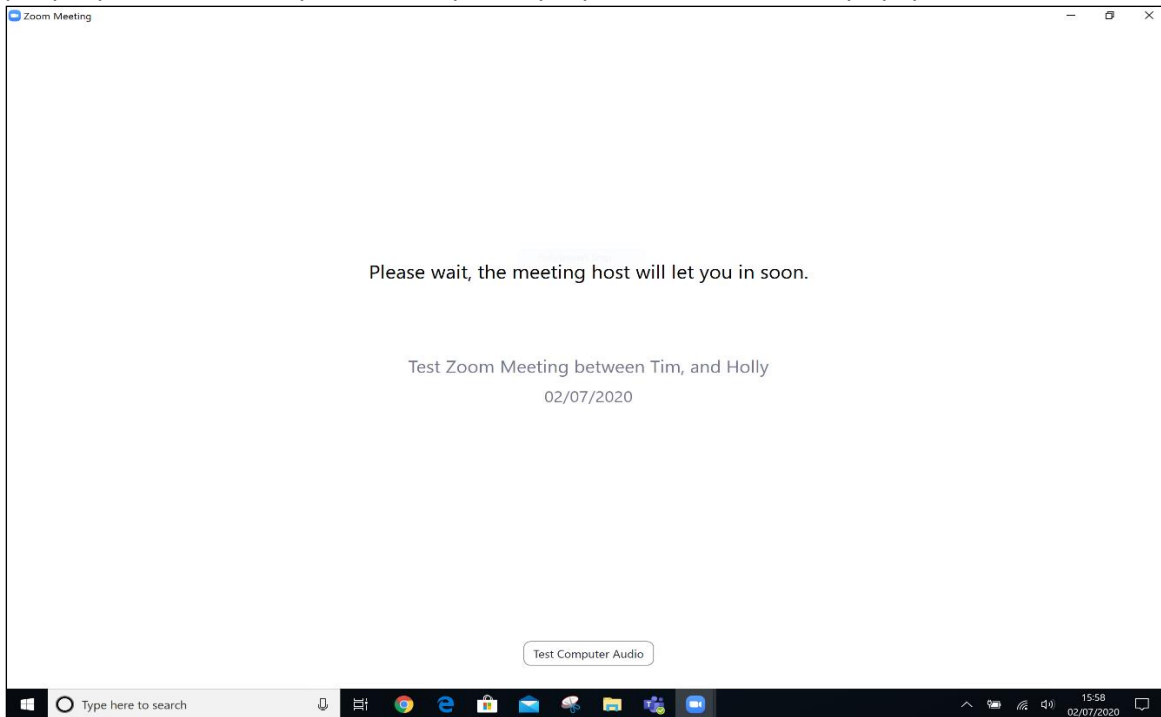 Zoom Meeting
Please wait, the meeting host will let you in soon.
Test Zoom Meeting between Tim, and Holly
02/07/2020
Test Computer Audio
Type here to search
15:58
02/07/2020